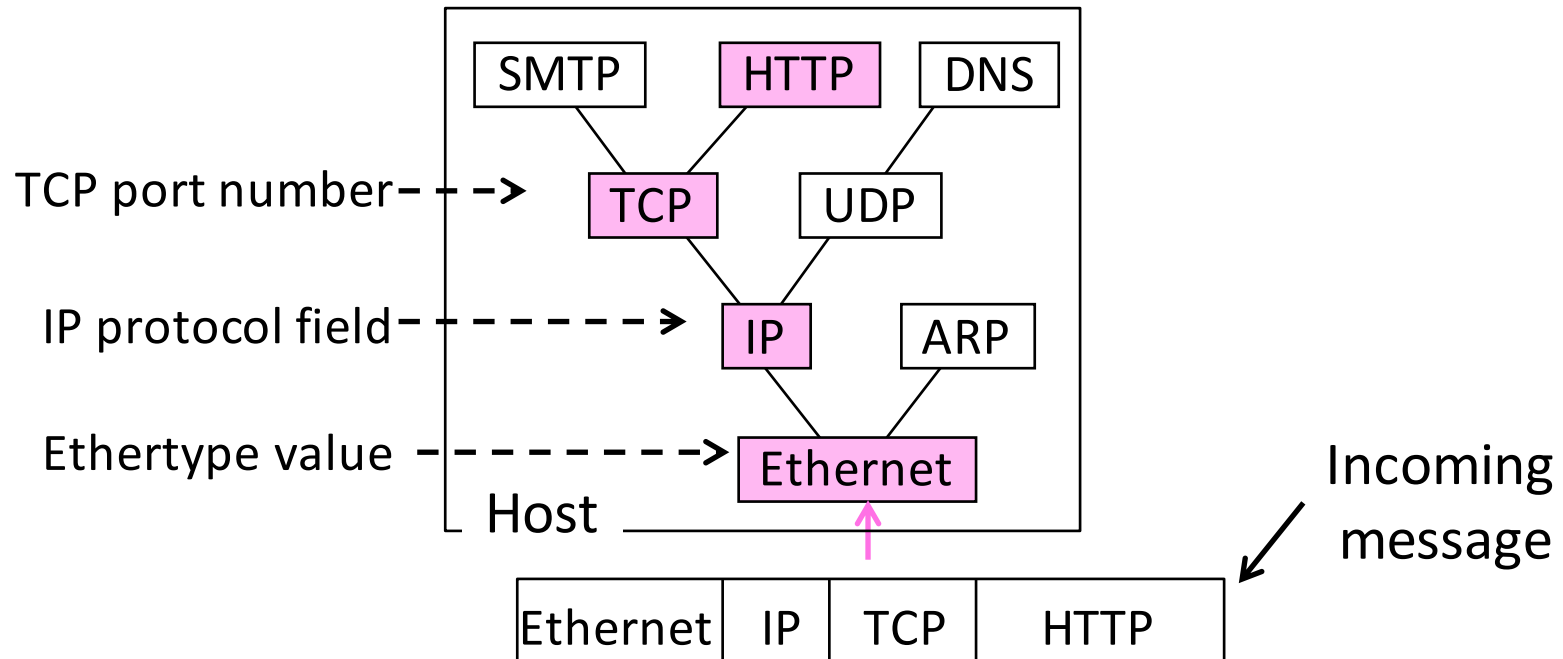 SMTP HTTP DNS
TCP port number
TCP UDP
IP protocol field
IP ARP
Ethertype value
Ethernet
Host
Incoming
message
Ethernet IP TCP HTTP